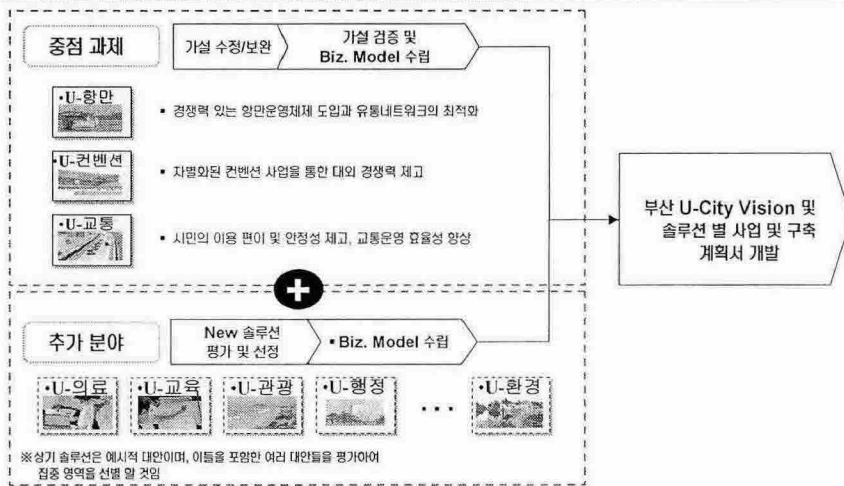 중점 과제
가설 수정/보완
가설 검증 및
Biz. Model 수립
•U-항만
▪ 경쟁력 있는 항만운영체제 도입과 유통네트워크의 최적화
•U-컨벤션
▪ 차별화된 컨벤션 사업을 통한 대외 경쟁력 제고
•U-교통
▪ 시민의 이용 편이 및 안정성 제고, 교통운영 효율성 향상
부산 U-City Vision 및
솔루션 별 사업 및 구축
계획서 개발
추가 분야
New 솔루션
평가 및 선정
▪Biz. Model 수립
•U-의료
•U-교육
•U-관광
•U-행정
• • •
•U-환경
※상기 솔루션은 예시적 대안이며, 이들을 포함한 여러 대안들을 평가하여
집중 영역을 선별 할 것임